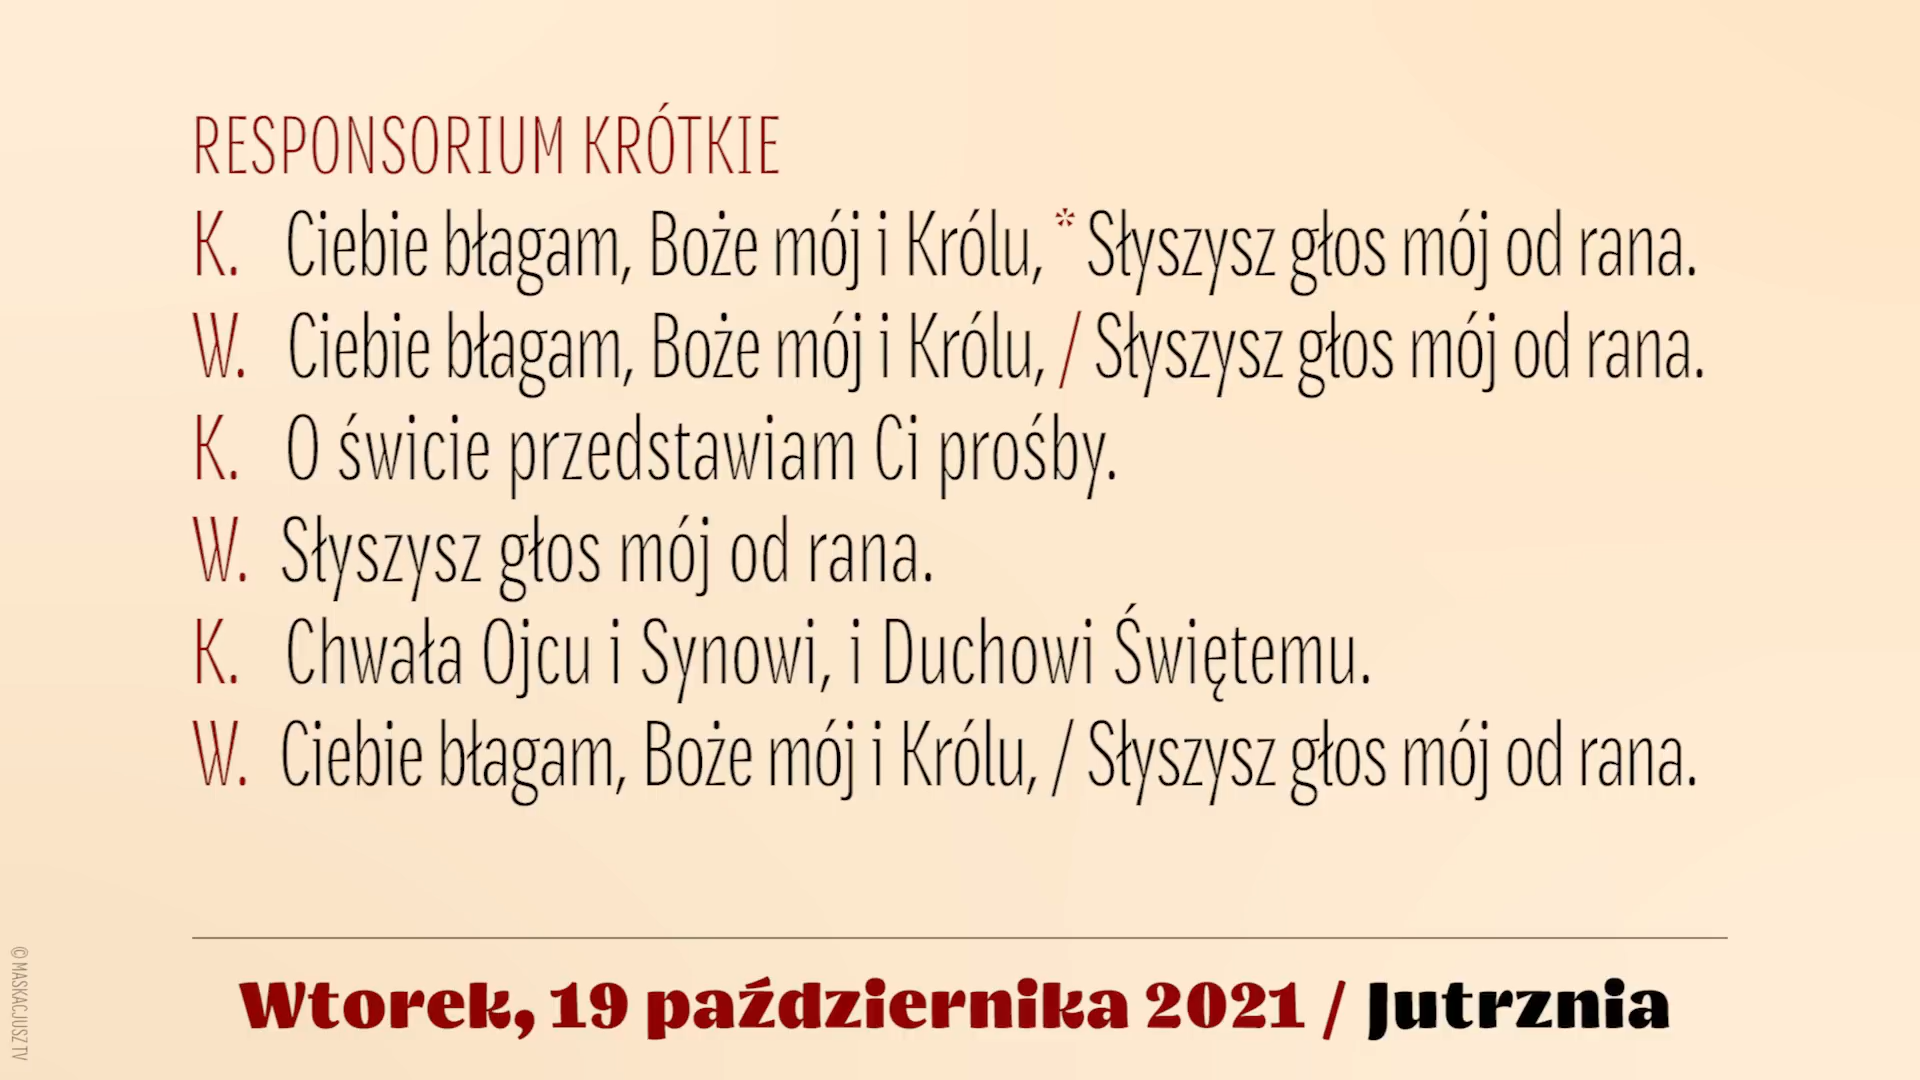 RESPONSORIUM KRÓTKIE
K. Ciebie błagam, Boże mój i Królu, * Słyszysz głos mój od rana.
W. Ciebie błagam, Boże mój i Królu, / Słyszysz głos mój od rana.
K. O świcie przedstawiam Ci prośby.
W. Słyszysz głos mój od rana.
K. Chwała Ojcu i Synowi, i Duchowi Świętemu.
W. Ciebie błagam, Boże mój i Królu, / Słyszysz głos mój od rana.
Wtorek, 19 października 2021 / Jutrznia
© MASKACJUSZ TV